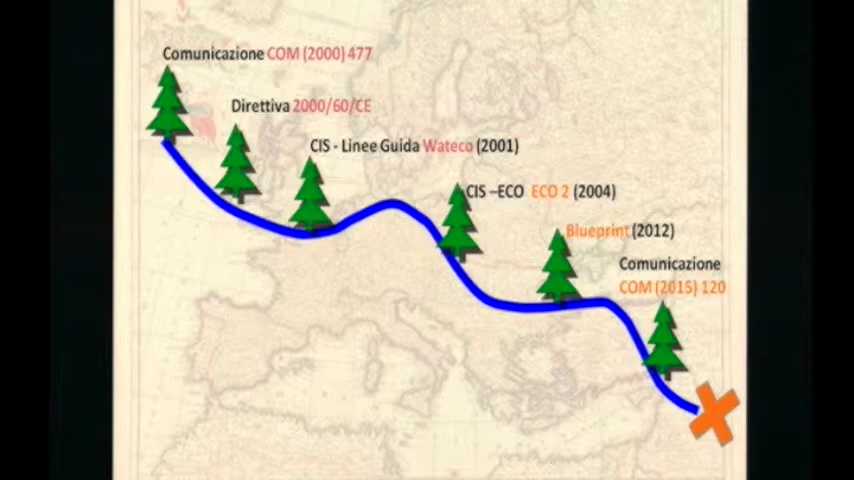 Comunicazione COM (2000) 477
Direttiva 2000/60/CE
CIS - Linee Guida Wateco (2001)
CIS –ECO ECO 2 (2004)
Blueprint (2012)
Comunicazione
COM (2015) 120